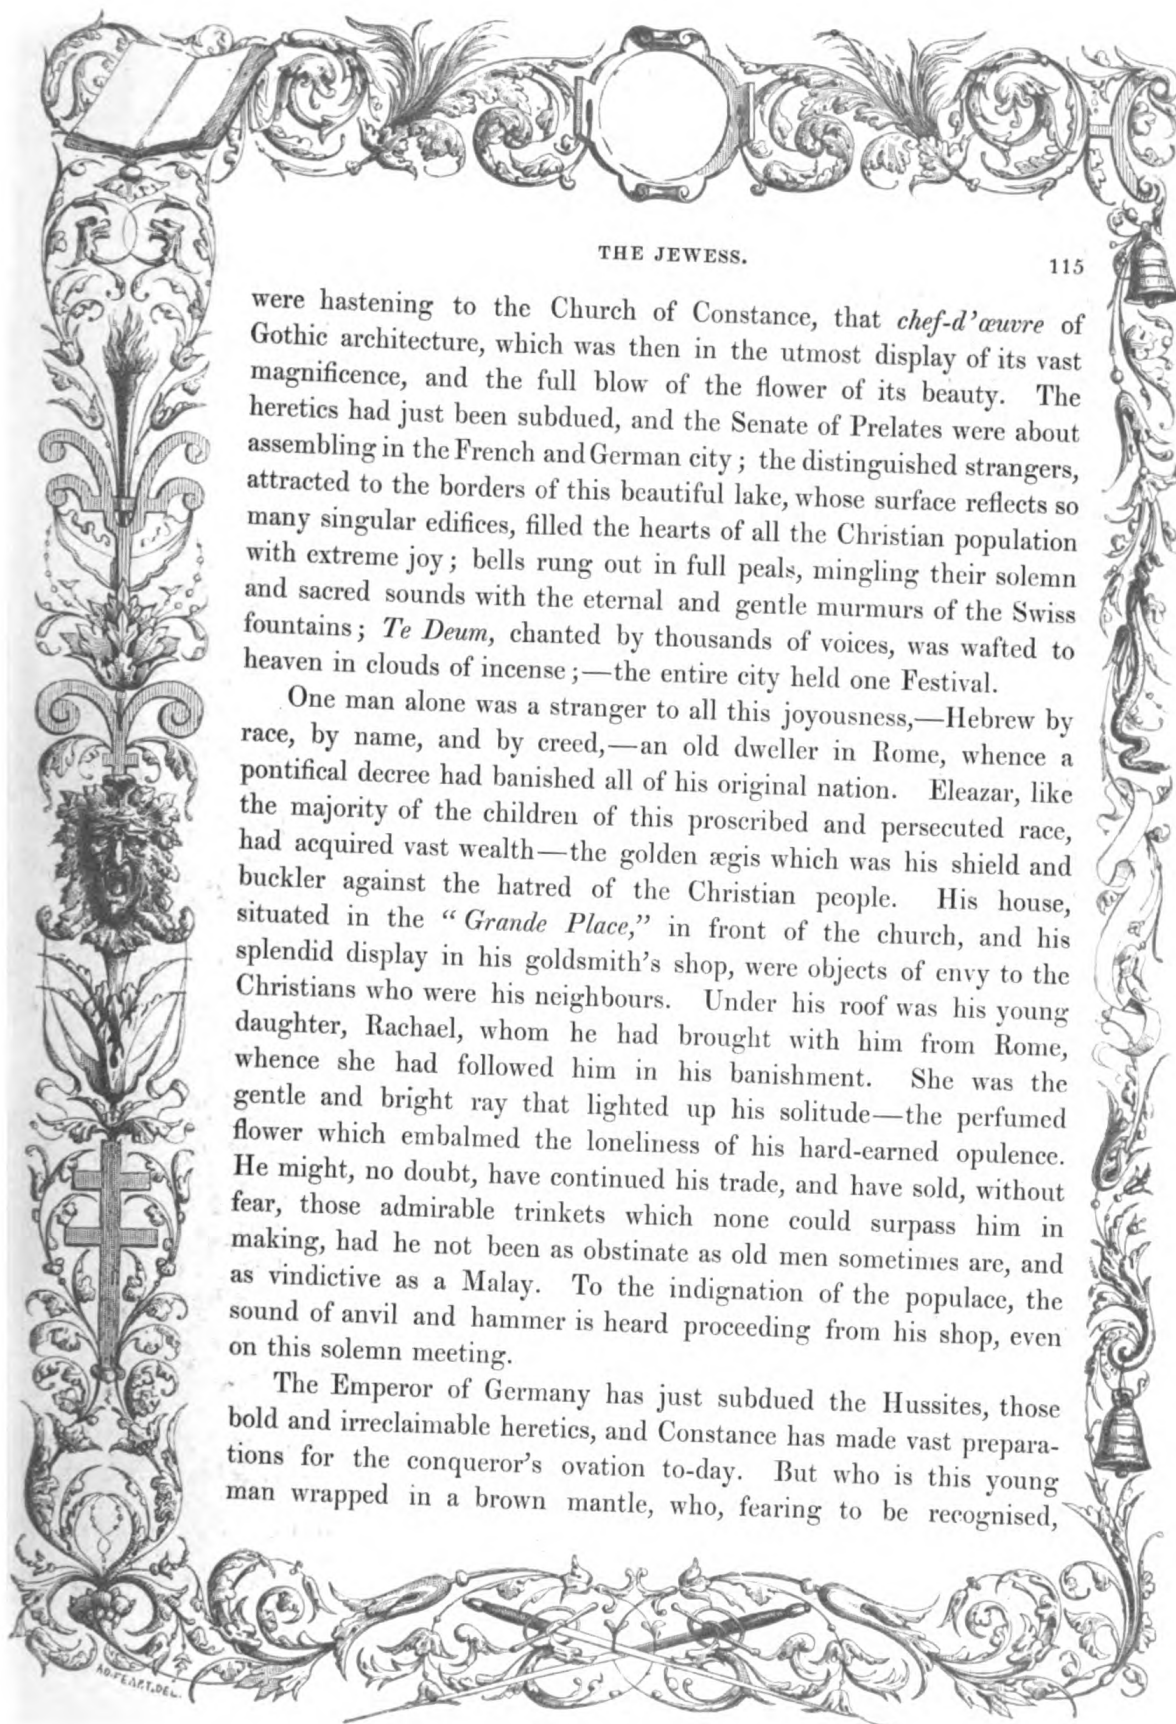 THE JEWESS.
115
were hastening to the Church of Constance, that chef-d'œuvre of
Gothic architecture, which was then in the utmost display of its vast
magnificence, and the full blow of the flower of its beauty. The
heretics had just been subdued, and the Senate of Prelates were about
assembling in the French and German city; the distinguished strangers,
attracted to the borders of this beautiful lake, whose surface reflects so
many singular edifices, filled the hearts of all the Christian population
with extreme joy; bells rung out in full peals, mingling their solemn
and sacred sounds with the eternal and gentle murmurs of the Swiss
fountains; Te Deum, chanted by thousands of voices, was wafted to
heaven in clouds of incense;—the entire city held one Festival.
One man alone was a stranger to all this joyousness,—Hebrew by
race, by name, and by creed,—an old dweller in Rome, whence a
pontifical decree had banished all of his original nation. Eleazar, like
the majority of the children of this proscribed and persecuted race,
had acquired vast wealth—the golden ægis which was his shield and
buckler against the hatred of the Christian people. His house,
situated in the "Grande Place," in front of the church, and his
splendid display in his goldsmith's shop, were objects of envy to the
Christians who were his neighbours. Under his roof was his young
daughter, Rachael, whom he had brought with him from Rome,
whence she had followed him in his banishment. She was the
gentle and bright ray that lighted up his solitude—the perfumed
flower which embalmed the loneliness of his hard-earned opulence.
He might, no doubt, have continued his trade, and have sold, without
fear, those admirable trinkets which none could surpass him in
making, had he not been as obstinate as old men sometimes are, and
as vindictive as a Malay. To the indignation of the populace, the
sound of anvil and hammer is heard proceeding from his shop, even
on this solemn meeting.
The Emperor of Germany has just subdued the Hussites, those
bold and irreclaimable heretics, and Constance has made vast prepara-
tions for the conqueror's ovation to-day. But who is this young
man wrapped in a brown mantle, who, fearing to be recognised,
AD. FEART. DEL.